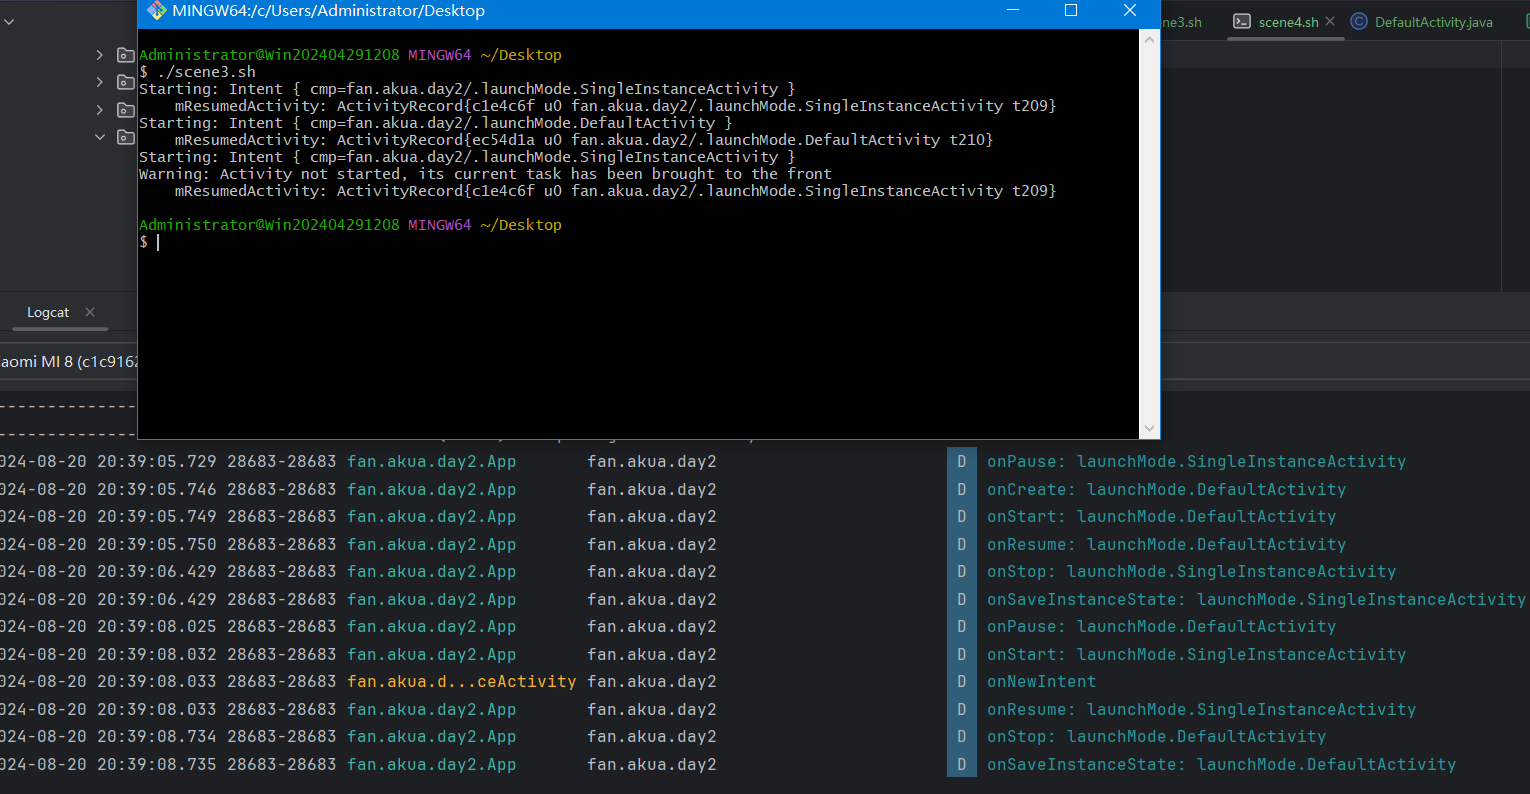 MINGW64:/c/Users/Administrator/Desktop
ne3.sh
scene4.sh
DefaultActivity.java
Administrator@Win202404291208 MINGW64 ~/Desktop
$ ./scene3.sh
Starting: Intent { cmp=fan.akua.day2/.launchMode.SingleInstanceActivity }
mResumedActivity: ActivityRecord{c1e4c6f u0 fan.akua.day2/.launchMode.SingleInstanceActivity t209}
Starting: Intent { cmp=fan.akua.day2/.launchMode.DefaultActivity }
mResumedActivity: ActivityRecord{ec54d1a u0 fan.akua.day2/.launchMode.DefaultActivity t210}
Starting: Intent { cmp=fan.akua.day2/.launchMode.SingleInstanceActivity }
Warning: Activity not started, its current task has been brought to the front
mResumedActivity: ActivityRecord{c1e4c6f u0 fan.akua.day2/.launchMode.SingleInstanceActivity t209}
Administrator@Win202404291208 MINGW64 ~/Desktop
$
Logcat
aomi MI 8 (c1c9162
---------------
---------------
024-08-20 20:39:05.729 28683-28683 fan.akua.day2.App fan.akua.day2 D onPause: launchMode.SingleInstanceActivity
024-08-20 20:39:05.746 28683-28683 fan.akua.day2.App fan.akua.day2 D onCreate: launchMode.DefaultActivity
024-08-20 20:39:05.749 28683-28683 fan.akua.day2.App fan.akua.day2 D onStart: launchMode.DefaultActivity
024-08-20 20:39:05.750 28683-28683 fan.akua.day2.App fan.akua.day2 D onResume: launchMode.DefaultActivity
024-08-20 20:39:06.429 28683-28683 fan.akua.day2.App fan.akua.day2 D onStop: launchMode.SingleInstanceActivity
024-08-20 20:39:06.429 28683-28683 fan.akua.day2.App fan.akua.day2 D onSaveInstanceState: launchMode.SingleInstanceActivity
024-08-20 20:39:08.025 28683-28683 fan.akua.day2.App fan.akua.day2 D onPause: launchMode.DefaultActivity
024-08-20 20:39:08.032 28683-28683 fan.akua.day2.App fan.akua.day2 D onStart: launchMode.SingleInstanceActivity
024-08-20 20:39:08.033 28683-28683 fan.akua.d...ceActivity fan.akua.day2 D onNewIntent
024-08-20 20:39:08.033 28683-28683 fan.akua.day2.App fan.akua.day2 D onResume: launchMode.SingleInstanceActivity
024-08-20 20:39:08.734 28683-28683 fan.akua.day2.App fan.akua.day2 D onStop: launchMode.DefaultActivity
024-08-20 20:39:08.735 28683-28683 fan.akua.day2.App fan.akua.day2 D onSaveInstanceState: launchMode.DefaultActivity